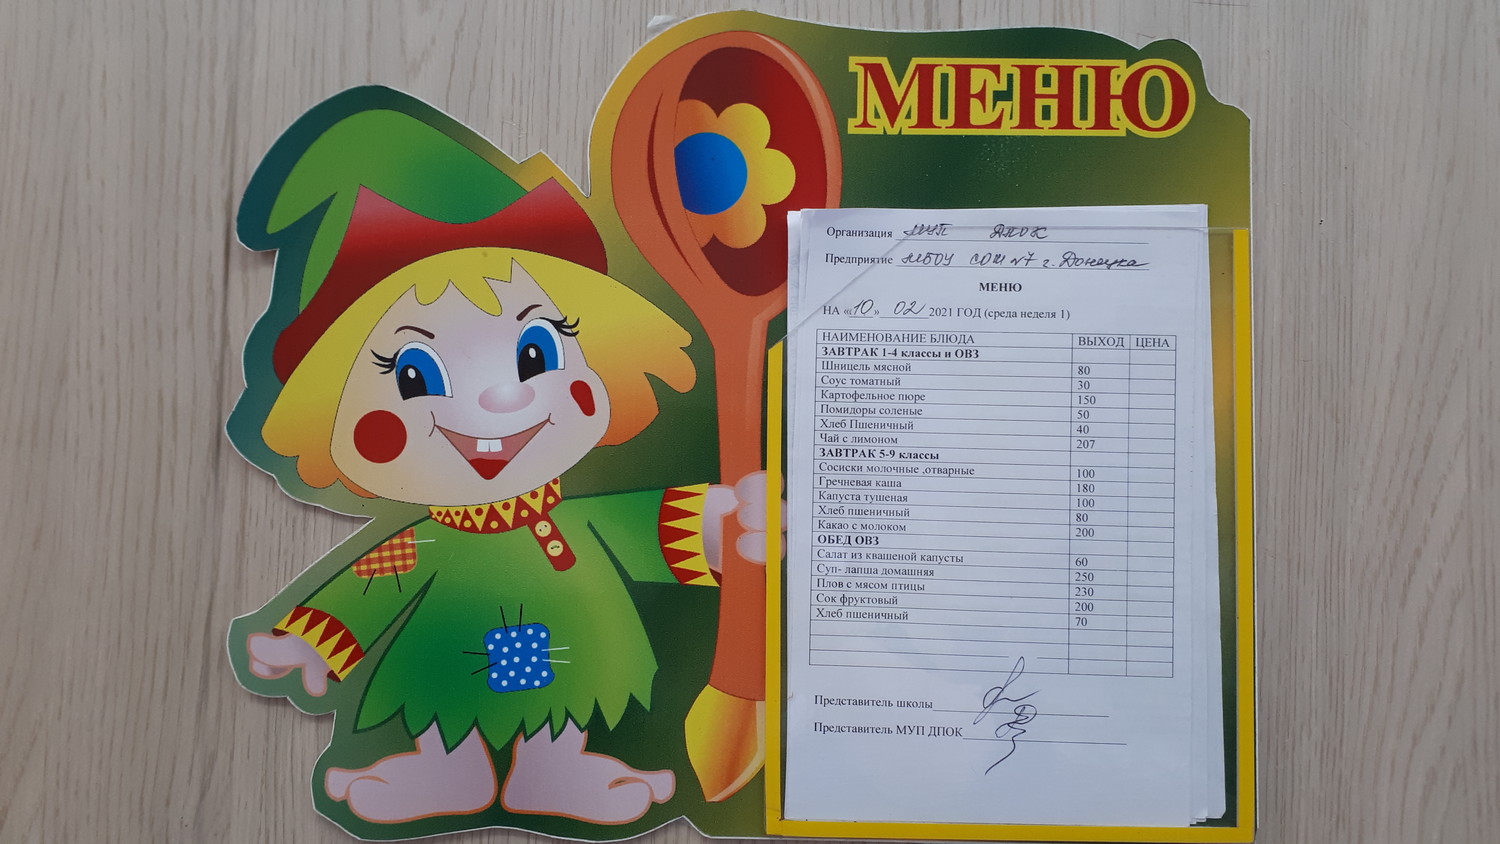 МЕНЮ
Организация МУП ДПОК
Предприятие МБОУ СОШ №7 г. Донецка
МЕНЮ
НА «10» 02 2021 ГОД (среда неделя 1)
НАИМЕНОВАНИЕ БЛЮДА ВЫХОД ЦЕНА
ЗАВТРАК 1-4 классы и ОВЗ
Шницель мясной 80
Соус томатный 30
Картофельное пюре 150
Помидоры соленые 50
Хлеб Пшеничный 40
Чай с лимоном 207
ЗАВТРАК 5-9 классы
Сосиски молочные ,отварные 100
Гречневая каша 180
Капуста тушеная 100
Хлеб пшеничный 80
Какао с молоком 200
ОБЕД ОВЗ
Салат из квашеной капусты 60
Суп- лапша домашняя 250
Плов с мясом птицы 230
Сок фруктовый 200
Хлеб пшеничный 70
Представитель школы
Представитель МУП ДПОК